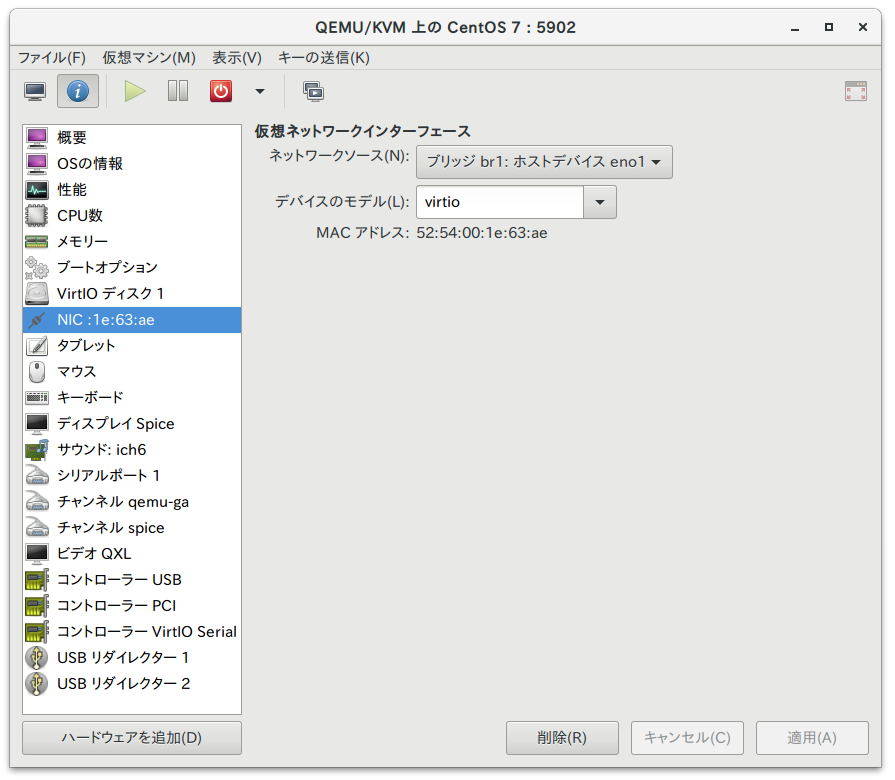 QEMU/KVM 上の CentOS 7 : 5902
ファイル(F) 仮想マシン(M) 表示(V) キーの送信(K)
概要
OSの情報
性能
CPU数
メモリー
ブートオプション
VirtIO ディスク 1
NIC :1e:63:ae
タブレット
マウス
キーボード
ディスプレイ Spice
サウンド: ich6
シリアルポート 1
チャンネル qemu-ga
チャンネル spice
ビデオ QXL
コントローラー USB
コントローラー PCI
コントローラー VirtIO Serial
USB リダイレクター 1
USB リダイレクター 2
ハードウェアを追加(D)
仮想ネットワークインターフェース
ネットワークソース(N): ブリッジ br1: ホストデバイス eno1
デバイスのモデル(L): virtio
MAC アドレス: 52:54:00:1e:63:ae
削除(R) キャンセル(C) 適用(A)